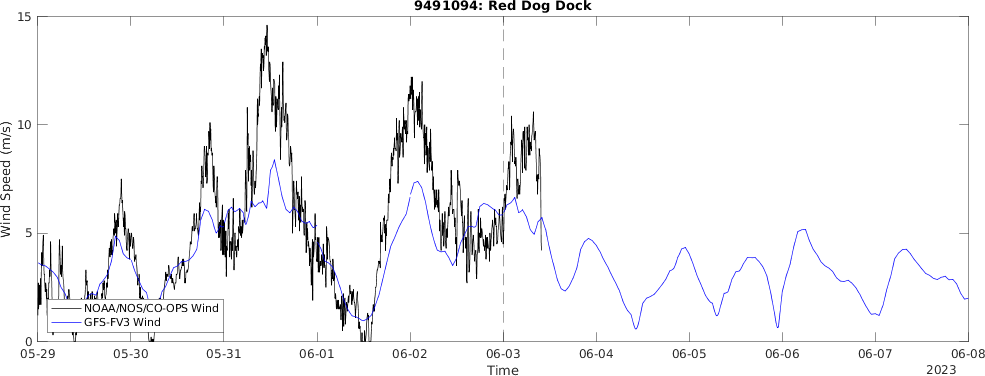 9491094: Red Dog Dock
Wind Speed (m/s)
15
10
5
0
NOAA/NOS/CO-OPS Wind
GFS-FV3 Wind
05-29 05-30 05-31 06-01 06-02 06-03 06-04 06-05 06-06 06-07 06-08
Time
2023